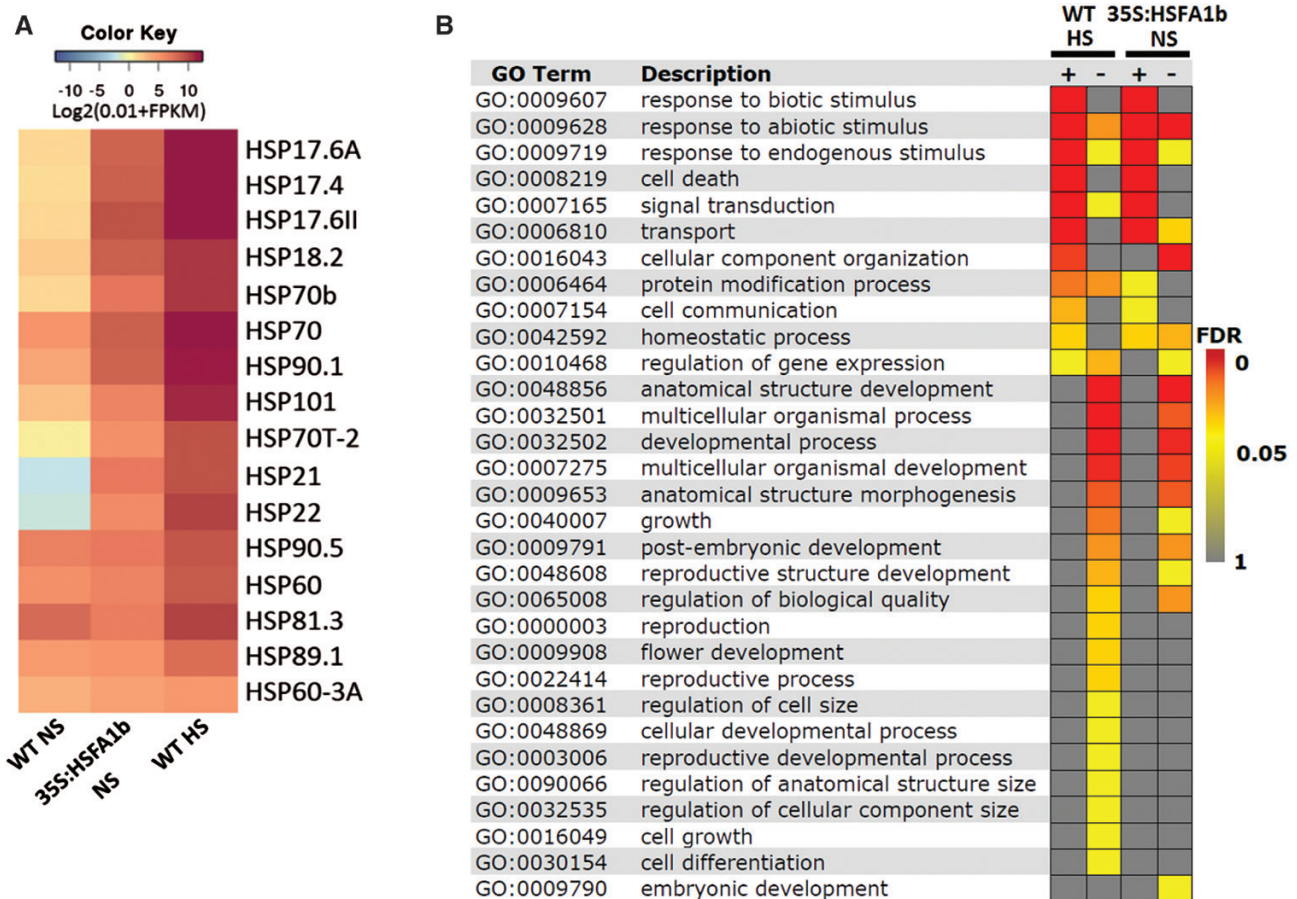 A
Color Key
-10 -5 0 5 10
Log2(0.01+FPKM)
HSP17.6A
HSP17.4
HSP17.6II
HSP18.2
HSP70b
HSP70
HSP90.1
HSP101
HSP70T-2
HSP21
HSP22
HSP90.5
HSP60
HSP81.3
HSP89.1
HSP60-3A
WT NS
35S:HSFA1b NS
WT HS
B
WT HS
35S:HSFA1b NS
GO Term Description + - + -
GO:0009607 response to biotic stimulus
GO:0009628 response to abiotic stimulus
GO:0009719 response to endogenous stimulus
GO:0008219 cell death
GO:0007165 signal transduction
GO:0006810 transport
GO:0016043 cellular component organization
GO:0006464 protein modification process
GO:0007154 cell communication
GO:0042592 homeostatic process
GO:0010468 regulation of gene expression
GO:0048856 anatomical structure development
GO:0032501 multicellular organismal process
GO:0032502 developmental process
GO:0007275 multicellular organismal development
GO:0009653 anatomical structure morphogenesis
GO:0040007 growth
GO:0009791 post-embryonic development
GO:0048608 reproductive structure development
GO:0065008 regulation of biological quality
GO:0000003 reproduction
GO:0009908 flower development
GO:0022414 reproductive process
GO:0008361 regulation of cell size
GO:0048869 cellular developmental process
GO:0003006 reproductive developmental process
GO:0090066 regulation of anatomical structure size
GO:0032535 regulation of cellular component size
GO:0016049 cell growth
GO:0030154 cell differentiation
GO:0009790 embryonic development
FDR
0
0.05
1